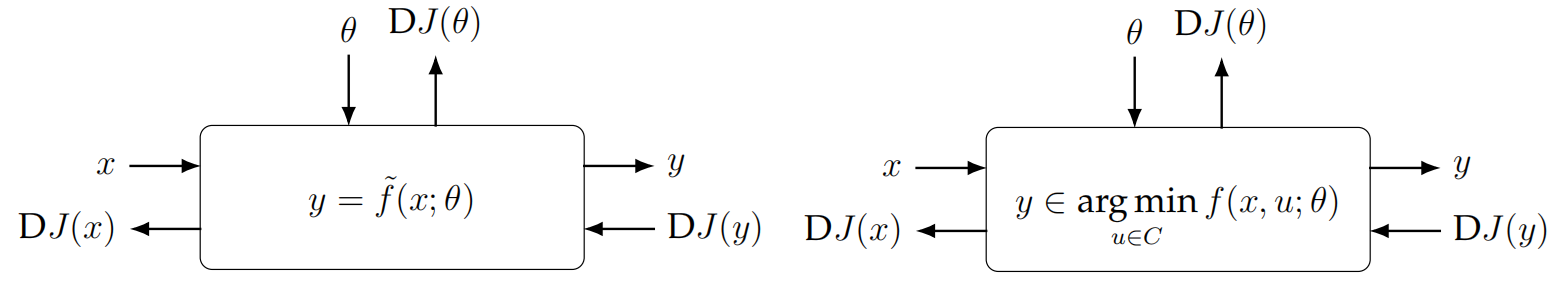 θ DJ(θ)
x
y = f̃(x; θ)
y
DJ(x)
DJ(y)
θ DJ(θ)
x
y ∈ arg min f(x, u; θ)
u∈C
y
DJ(x)
DJ(y)